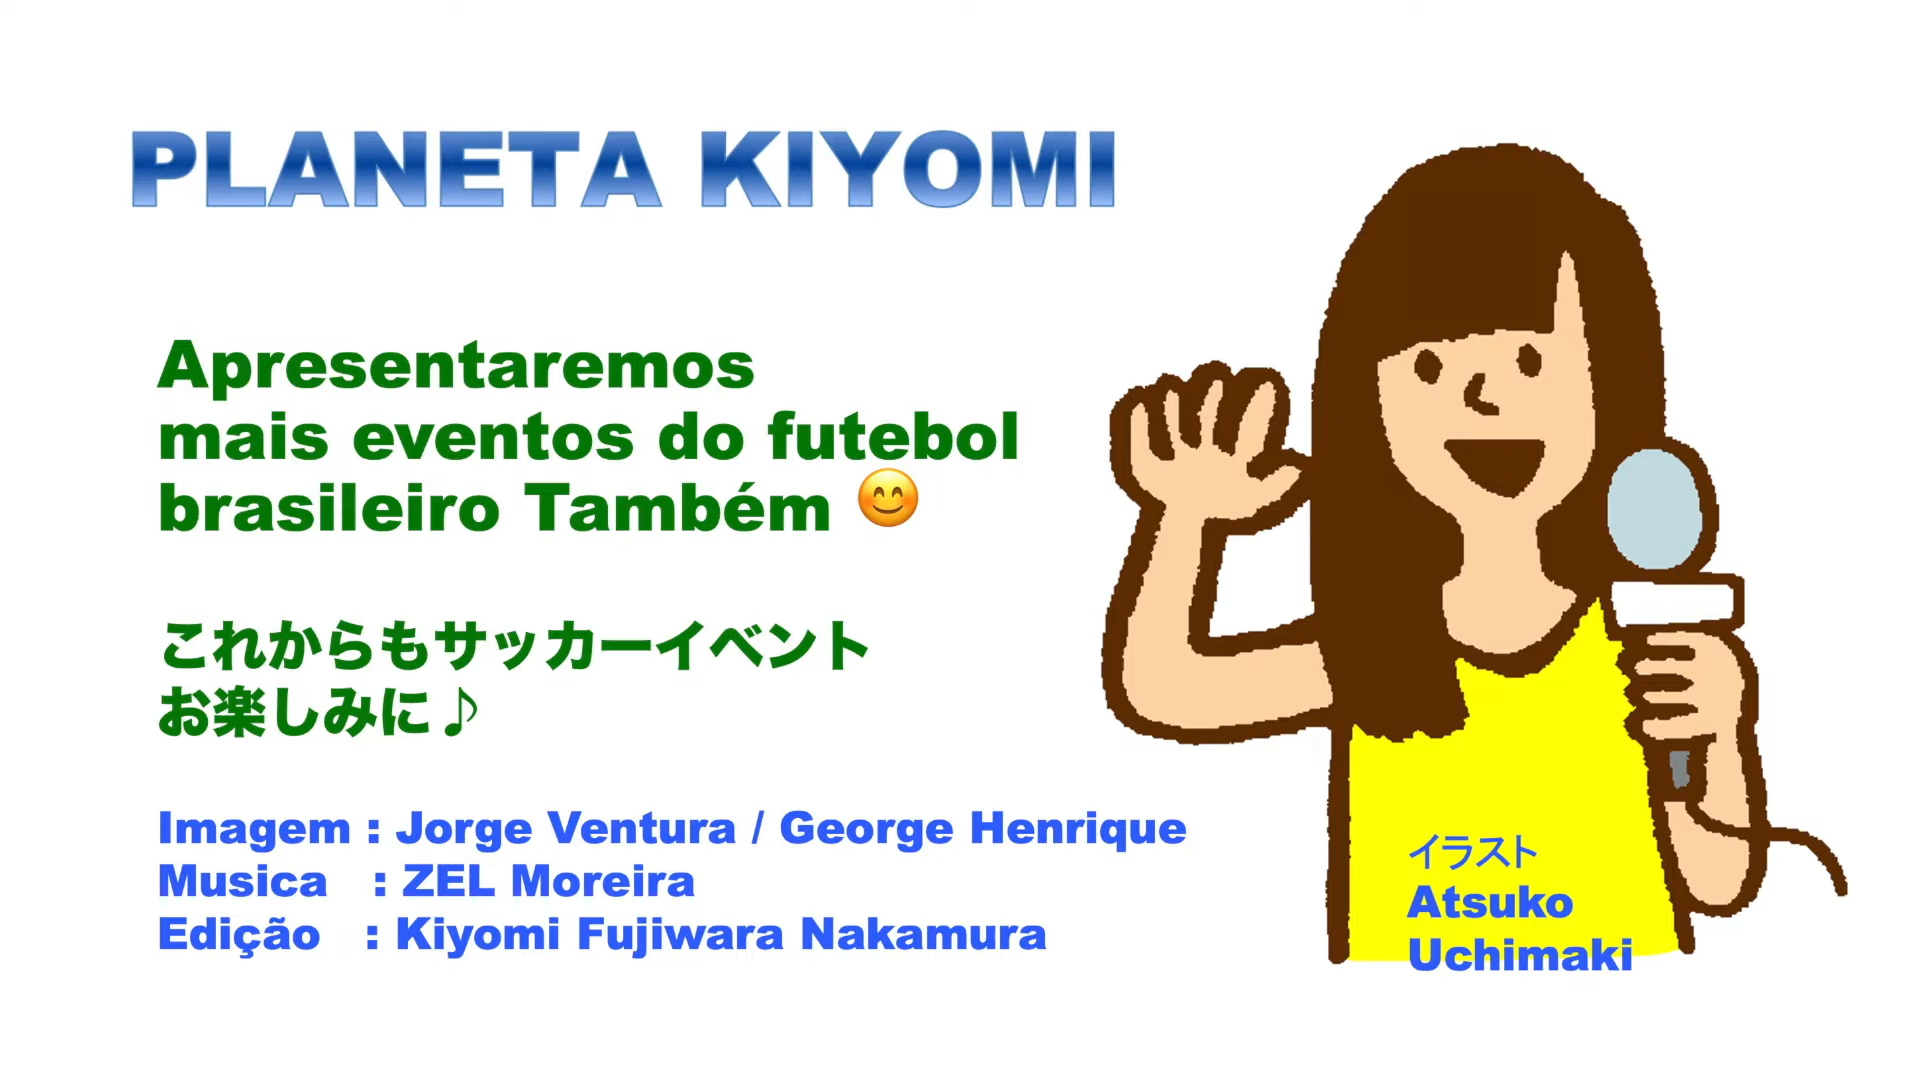 PLANETA KIYOMI
Apresentaremos
mais eventos do futebol
brasileiro Também 😊
これからもサッカーイベント
お楽しみに♪
Imagem : Jorge Ventura / George Henrique
Musica : ZEL Moreira
Edição : Kiyomi Fujiwara Nakamura
イラスト
Atsuko
Uchimaki